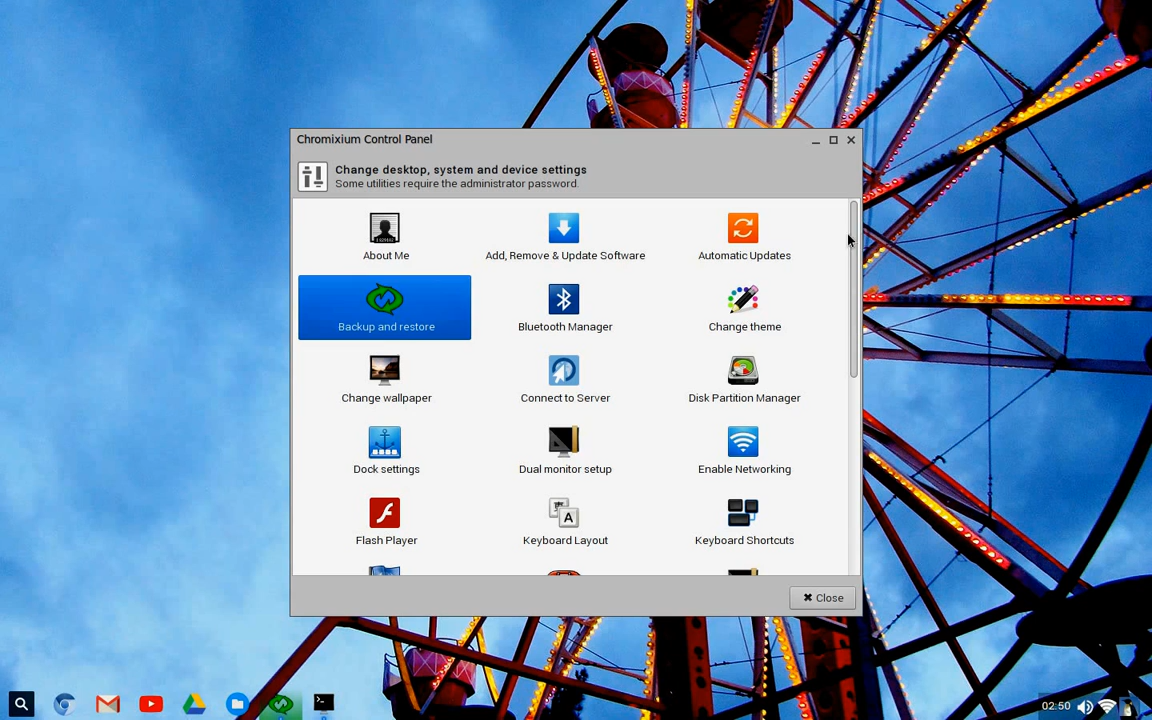 Chromixium Control Panel
Change desktop, system and device settings
Some utilities require the administrator password.
About Me
Add, Remove & Update Software
Automatic Updates
Backup and restore
Bluetooth Manager
Change theme
Change wallpaper
Connect to Server
Disk Partition Manager
Dock settings
Dual monitor setup
Enable Networking
Flash Player
A
Keyboard Layout
Keyboard Shortcuts
Close
02:50